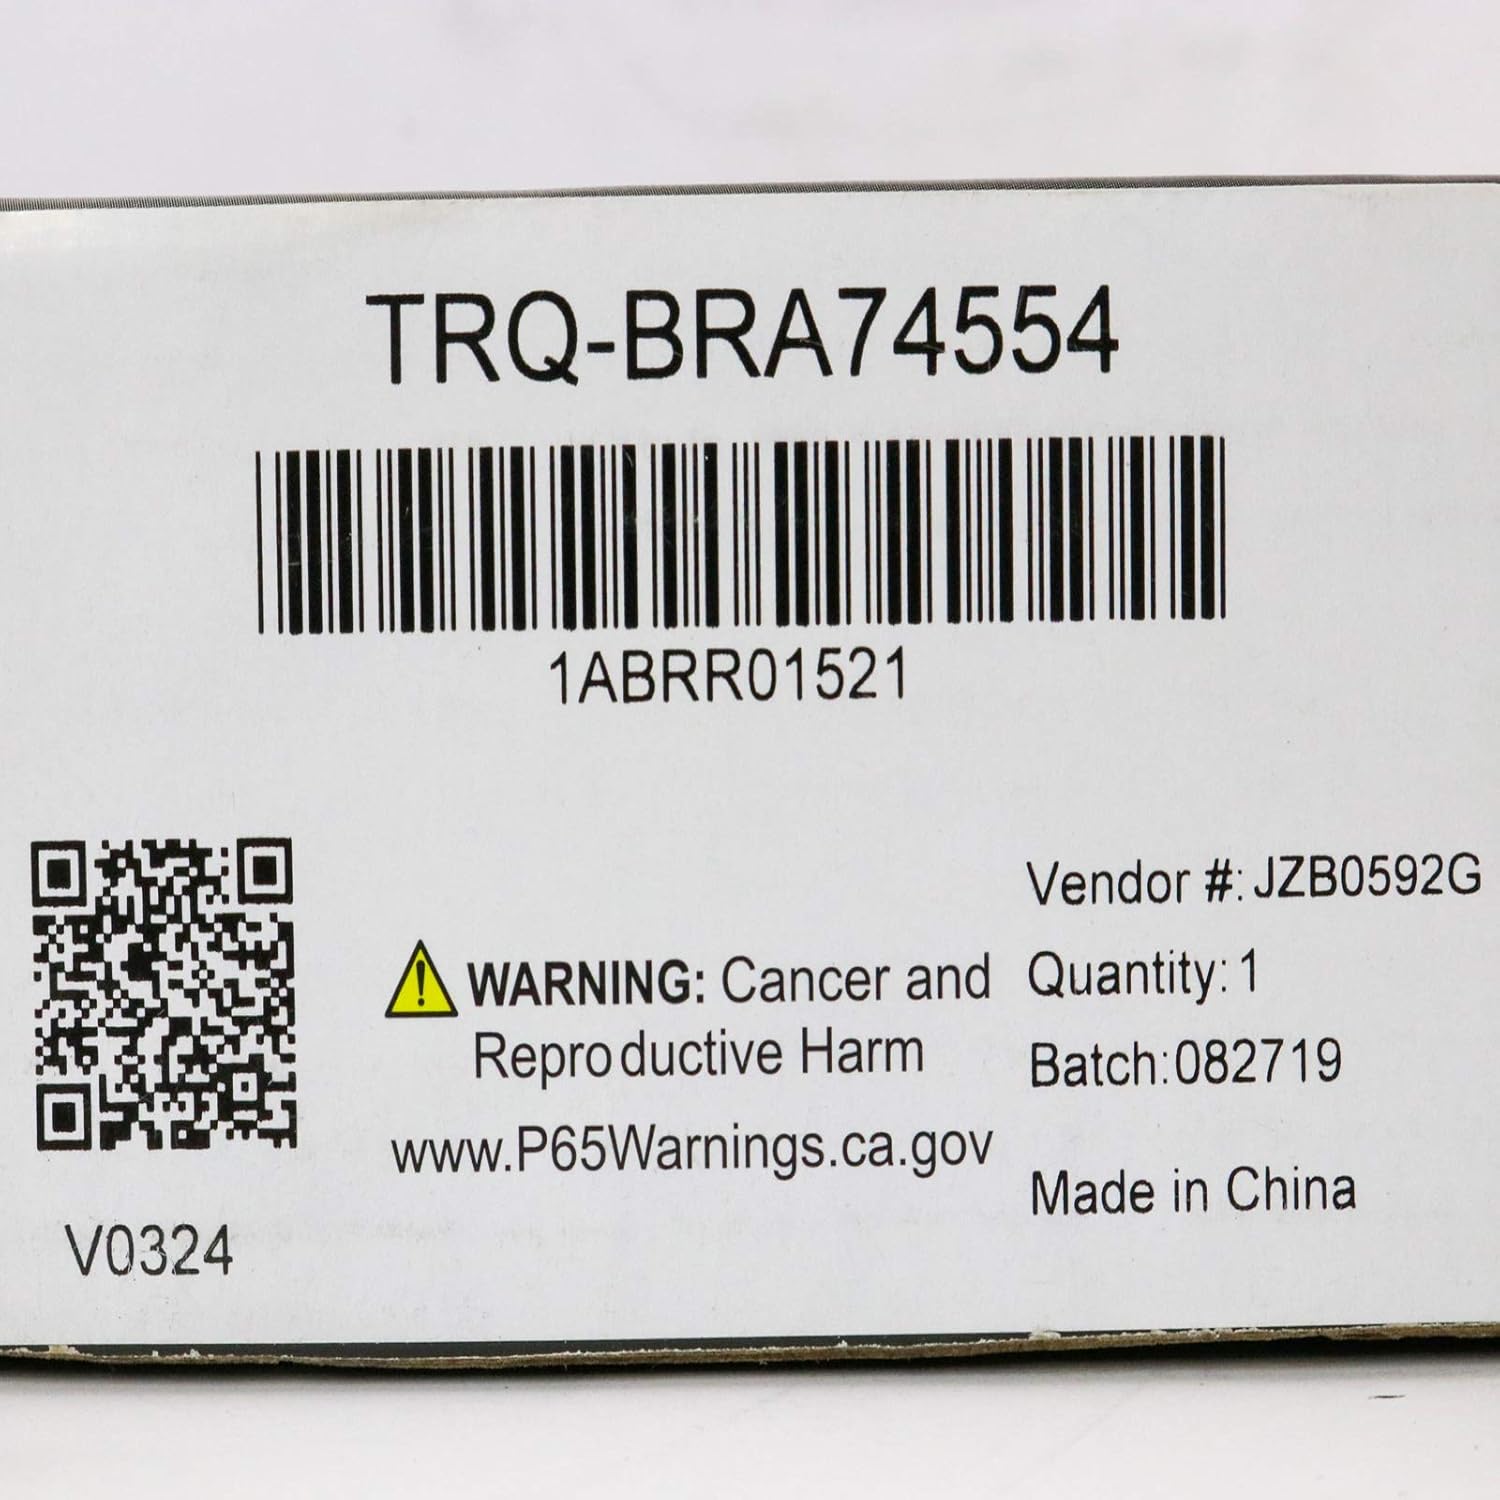 TRQ-BRA74554
1ABRR01521
Vendor #: JZB0592G
WARNING: Cancer and
Quantity: 1
Reproductive Harm
Batch:082719
www.P65Warnings.ca.gov
Made in China
V0324